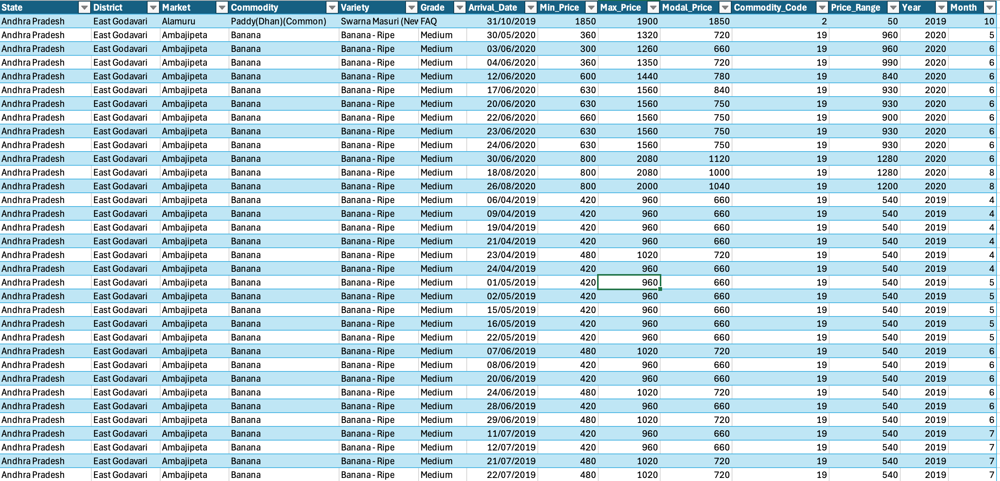 State District Market Commodity Variety Grade Arrival_Date Min_Price Max_Price Modal_Price Commodity_Code Price_Range Year Month
Andhra Pradesh East Godavari Alamuru Paddy(Dhan)(Common) Swarna Masuri (New FAQ 31/10/2019 1850 1900 1850 2 50 2019 10
Andhra Pradesh East Godavari Ambajipeta Banana Banana - Ripe Medium 30/05/2020 360 1320 720 19 960 2020 5
Andhra Pradesh East Godavari Ambajipeta Banana Banana - Ripe Medium 03/06/2020 300 1260 660 19 960 2020 6
Andhra Pradesh East Godavari Ambajipeta Banana Banana - Ripe Medium 04/06/2020 360 1350 720 19 990 2020 6
Andhra Pradesh East Godavari Ambajipeta Banana Banana - Ripe Medium 12/06/2020 600 1440 780 19 840 2020 6
Andhra Pradesh East Godavari Ambajipeta Banana Banana - Ripe Medium 17/06/2020 630 1560 840 19 930 2020 6
Andhra Pradesh East Godavari Ambajipeta Banana Banana - Ripe Medium 20/06/2020 630 1560 750 19 930 2020 6
Andhra Pradesh East Godavari Ambajipeta Banana Banana - Ripe Medium 22/06/2020 660 1560 750 19 900 2020 6
Andhra Pradesh East Godavari Ambajipeta Banana Banana - Ripe Medium 23/06/2020 630 1560 750 19 930 2020 6
Andhra Pradesh East Godavari Ambajipeta Banana Banana - Ripe Medium 24/06/2020 630 1560 750 19 930 2020 6
Andhra Pradesh East Godavari Ambajipeta Banana Banana - Ripe Medium 30/06/2020 800 2080 1120 19 1280 2020 6
Andhra Pradesh East Godavari Ambajipeta Banana Banana - Ripe Medium 18/08/2020 800 2080 1000 19 1280 2020 8
Andhra Pradesh East Godavari Ambajipeta Banana Banana - Ripe Medium 26/08/2020 800 2000 1040 19 1200 2020 8
Andhra Pradesh East Godavari Ambajipeta Banana Banana - Ripe Medium 06/04/2019 420 960 660 19 540 2019 4
Andhra Pradesh East Godavari Ambajipeta Banana Banana - Ripe Medium 09/04/2019 420 960 660 19 540 2019 4
Andhra Pradesh East Godavari Ambajipeta Banana Banana - Ripe Medium 19/04/2019 420 960 660 19 540 2019 4
Andhra Pradesh East Godavari Ambajipeta Banana Banana - Ripe Medium 21/04/2019 420 960 660 19 540 2019 4
Andhra Pradesh East Godavari Ambajipeta Banana Banana - Ripe Medium 23/04/2019 480 1020 720 19 540 2019 4
Andhra Pradesh East Godavari Ambajipeta Banana Banana - Ripe Medium 24/04/2019 420 960 660 19 540 2019 4
Andhra Pradesh East Godavari Ambajipeta Banana Banana - Ripe Medium 01/05/2019 420 960 660 19 540 2019 5
Andhra Pradesh East Godavari Ambajipeta Banana Banana - Ripe Medium 02/05/2019 420 960 660 19 540 2019 5
Andhra Pradesh East Godavari Ambajipeta Banana Banana - Ripe Medium 15/05/2019 420 960 660 19 540 2019 5
Andhra Pradesh East Godavari Ambajipeta Banana Banana - Ripe Medium 16/05/2019 420 960 660 19 540 2019 5
Andhra Pradesh East Godavari Ambajipeta Banana Banana - Ripe Medium 22/05/2019 420 960 660 19 540 2019 5
Andhra Pradesh East Godavari Ambajipeta Banana Banana - Ripe Medium 07/06/2019 480 1020 720 19 540 2019 6
Andhra Pradesh East Godavari Ambajipeta Banana Banana - Ripe Medium 08/06/2019 420 960 660 19 540 2019 6
Andhra Pradesh East Godavari Ambajipeta Banana Banana - Ripe Medium 20/06/2019 420 960 660 19 540 2019 6
Andhra Pradesh East Godavari Ambajipeta Banana Banana - Ripe Medium 24/06/2019 480 1020 720 19 540 2019 6
Andhra Pradesh East Godavari Ambajipeta Banana Banana - Ripe Medium 28/06/2019 420 960 660 19 540 2019 6
Andhra Pradesh East Godavari Ambajipeta Banana Banana - Ripe Medium 29/06/2019 480 1020 720 19 540 2019 6
Andhra Pradesh East Godavari Ambajipeta Banana Banana - Ripe Medium 11/07/2019 420 960 660 19 540 2019 7
Andhra Pradesh East Godavari Ambajipeta Banana Banana - Ripe Medium 12/07/2019 420 960 660 19 540 2019 7
Andhra Pradesh East Godavari Ambajipeta Banana Banana - Ripe Medium 21/07/2019 480 1020 720 19 540 2019 7
Andhra Pradesh East Godavari Ambajipeta Banana Banana - Ripe Medium 22/07/2019 480 1020 720 19 540 2019 7